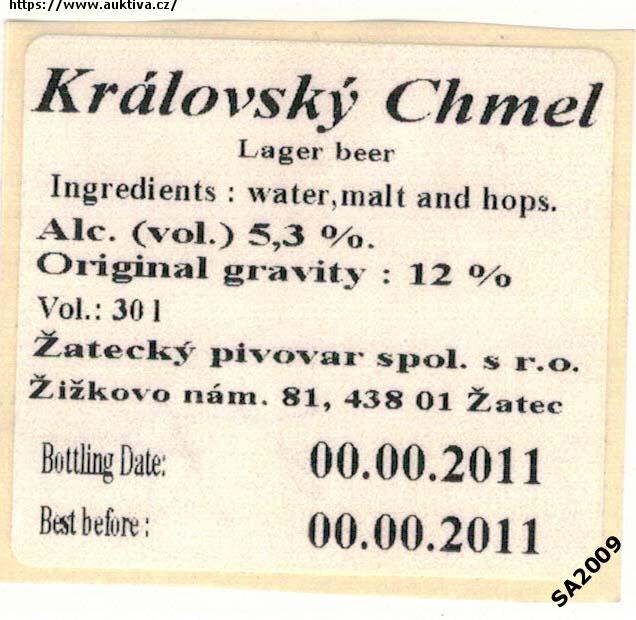 https://www.auktiva.cz/
Královský Chmel
Lager beer
Ingredients : water,malt and hops.
Alc. (vol.) 5,3 %.
Original gravity : 12 %
Vol.: 30 l
Žatecký pivovar spol. s r.o.
Žižkovo nám. 81, 438 01 Žatec
Bottling Date: 00.00.2011
Best before : 00.00.2011
SA2009